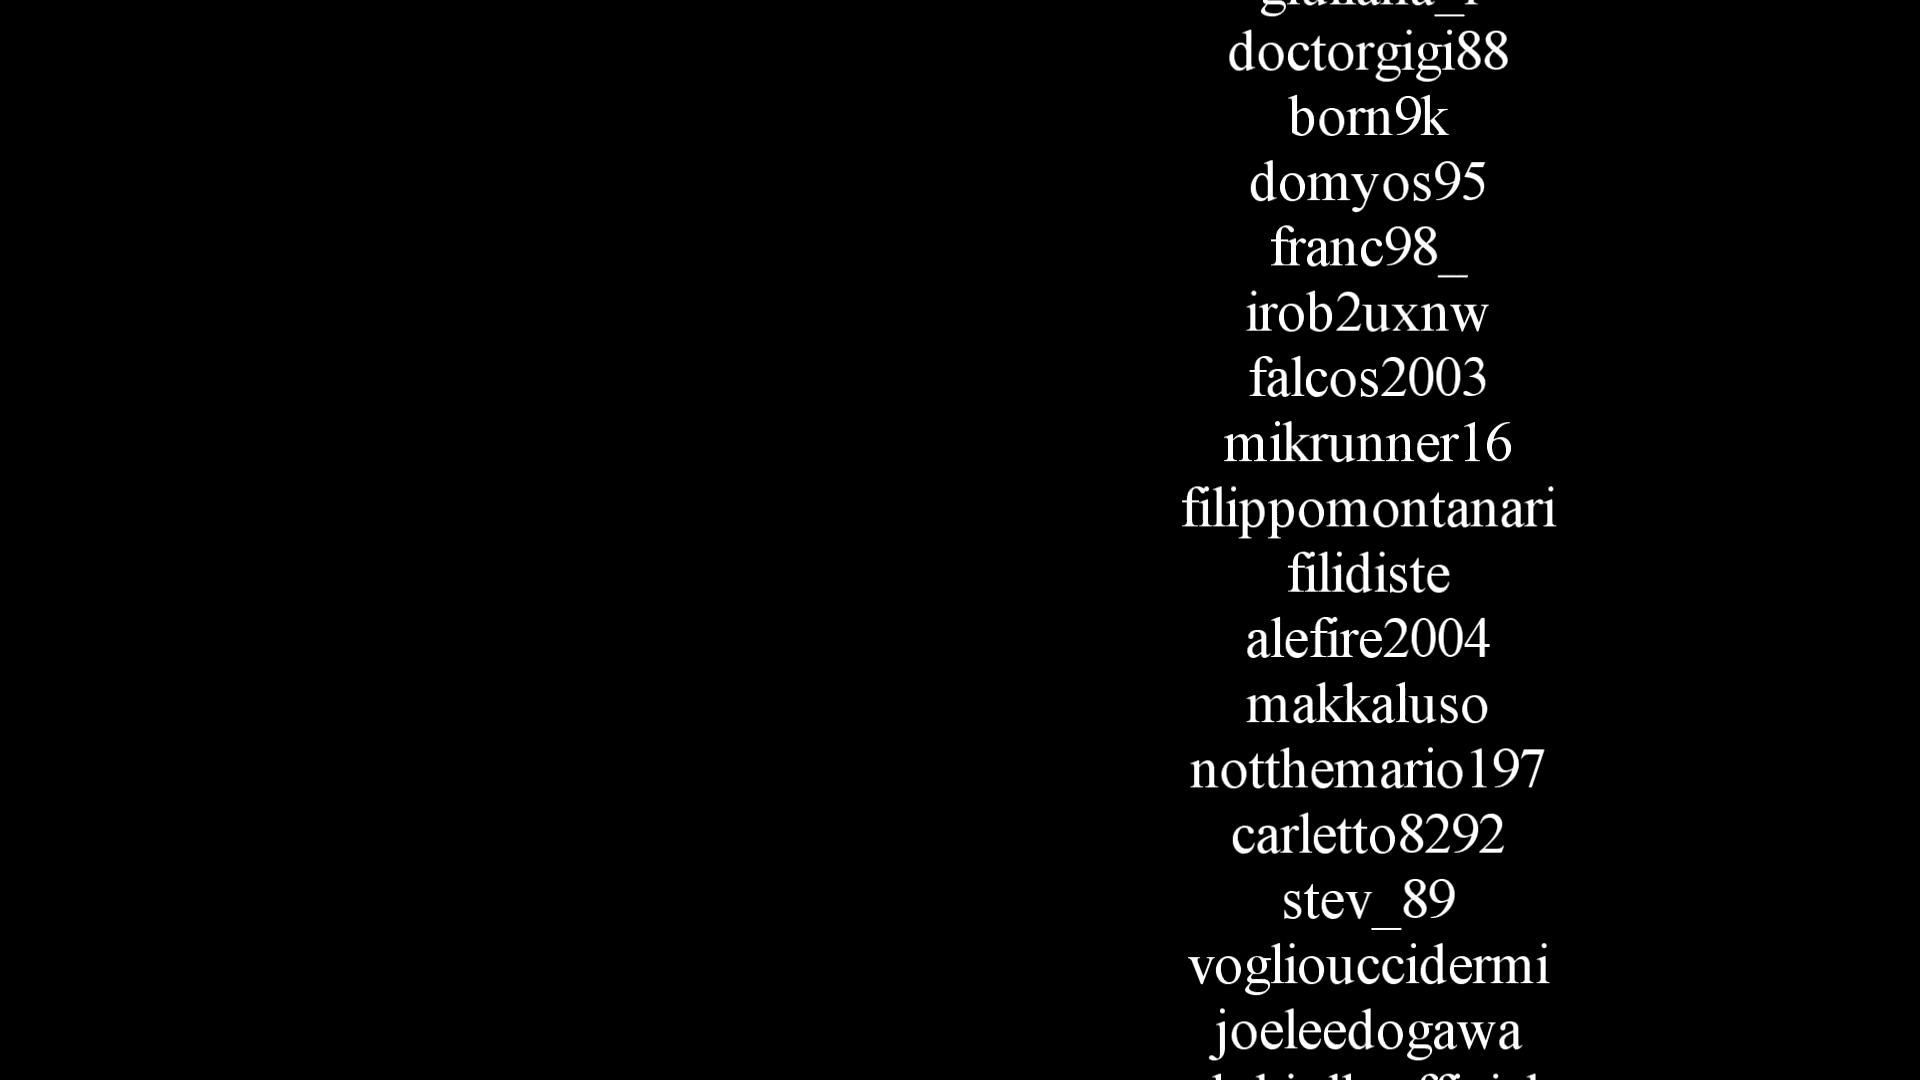 doctorgigi88
born9k
domyos95
franc98_
irob2uxnw
falcos2003
mikrunner16
filippomontanari
filidiste
alefire2004
makkaluso
notthemario197
carletto8292
stev_89
vogliouccidermi
joeleedogawa